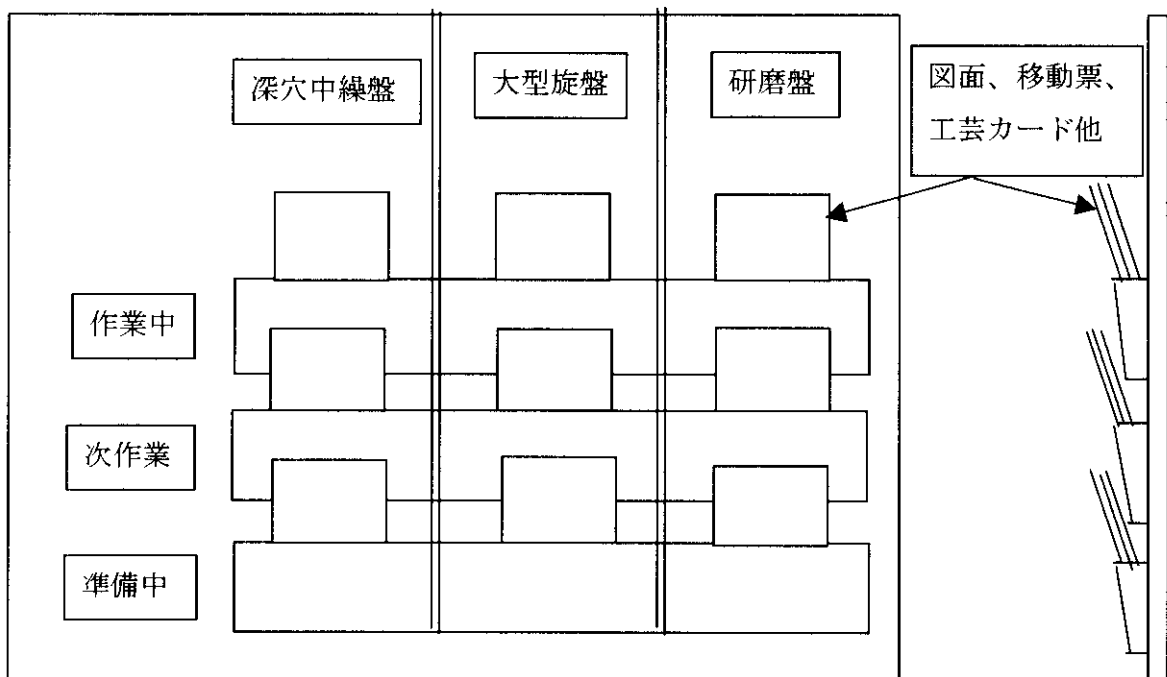 深穴中繰盤
大型旋盤
研磨盤
図面、移動票、
工芸カード他
作業中
次作業
準備中